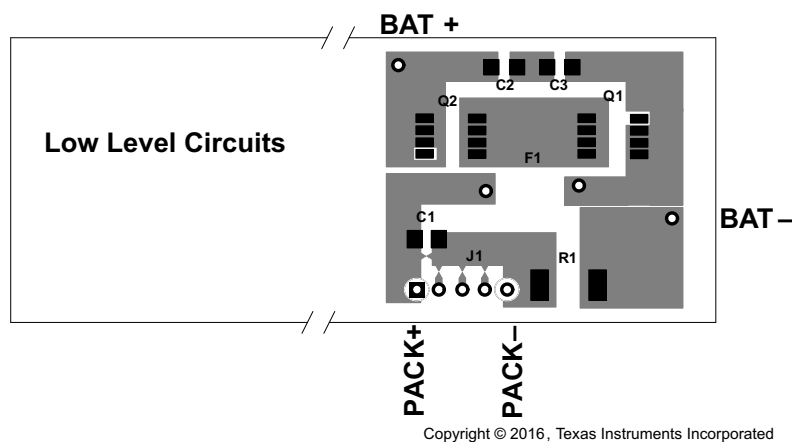 BAT +
C2
C3
Q2
Q1
Low Level Circuits
F1
C1
BAT –
J1
R1
PACK+
PACK–
Copyright © 2016, Texas Instruments Incorporated